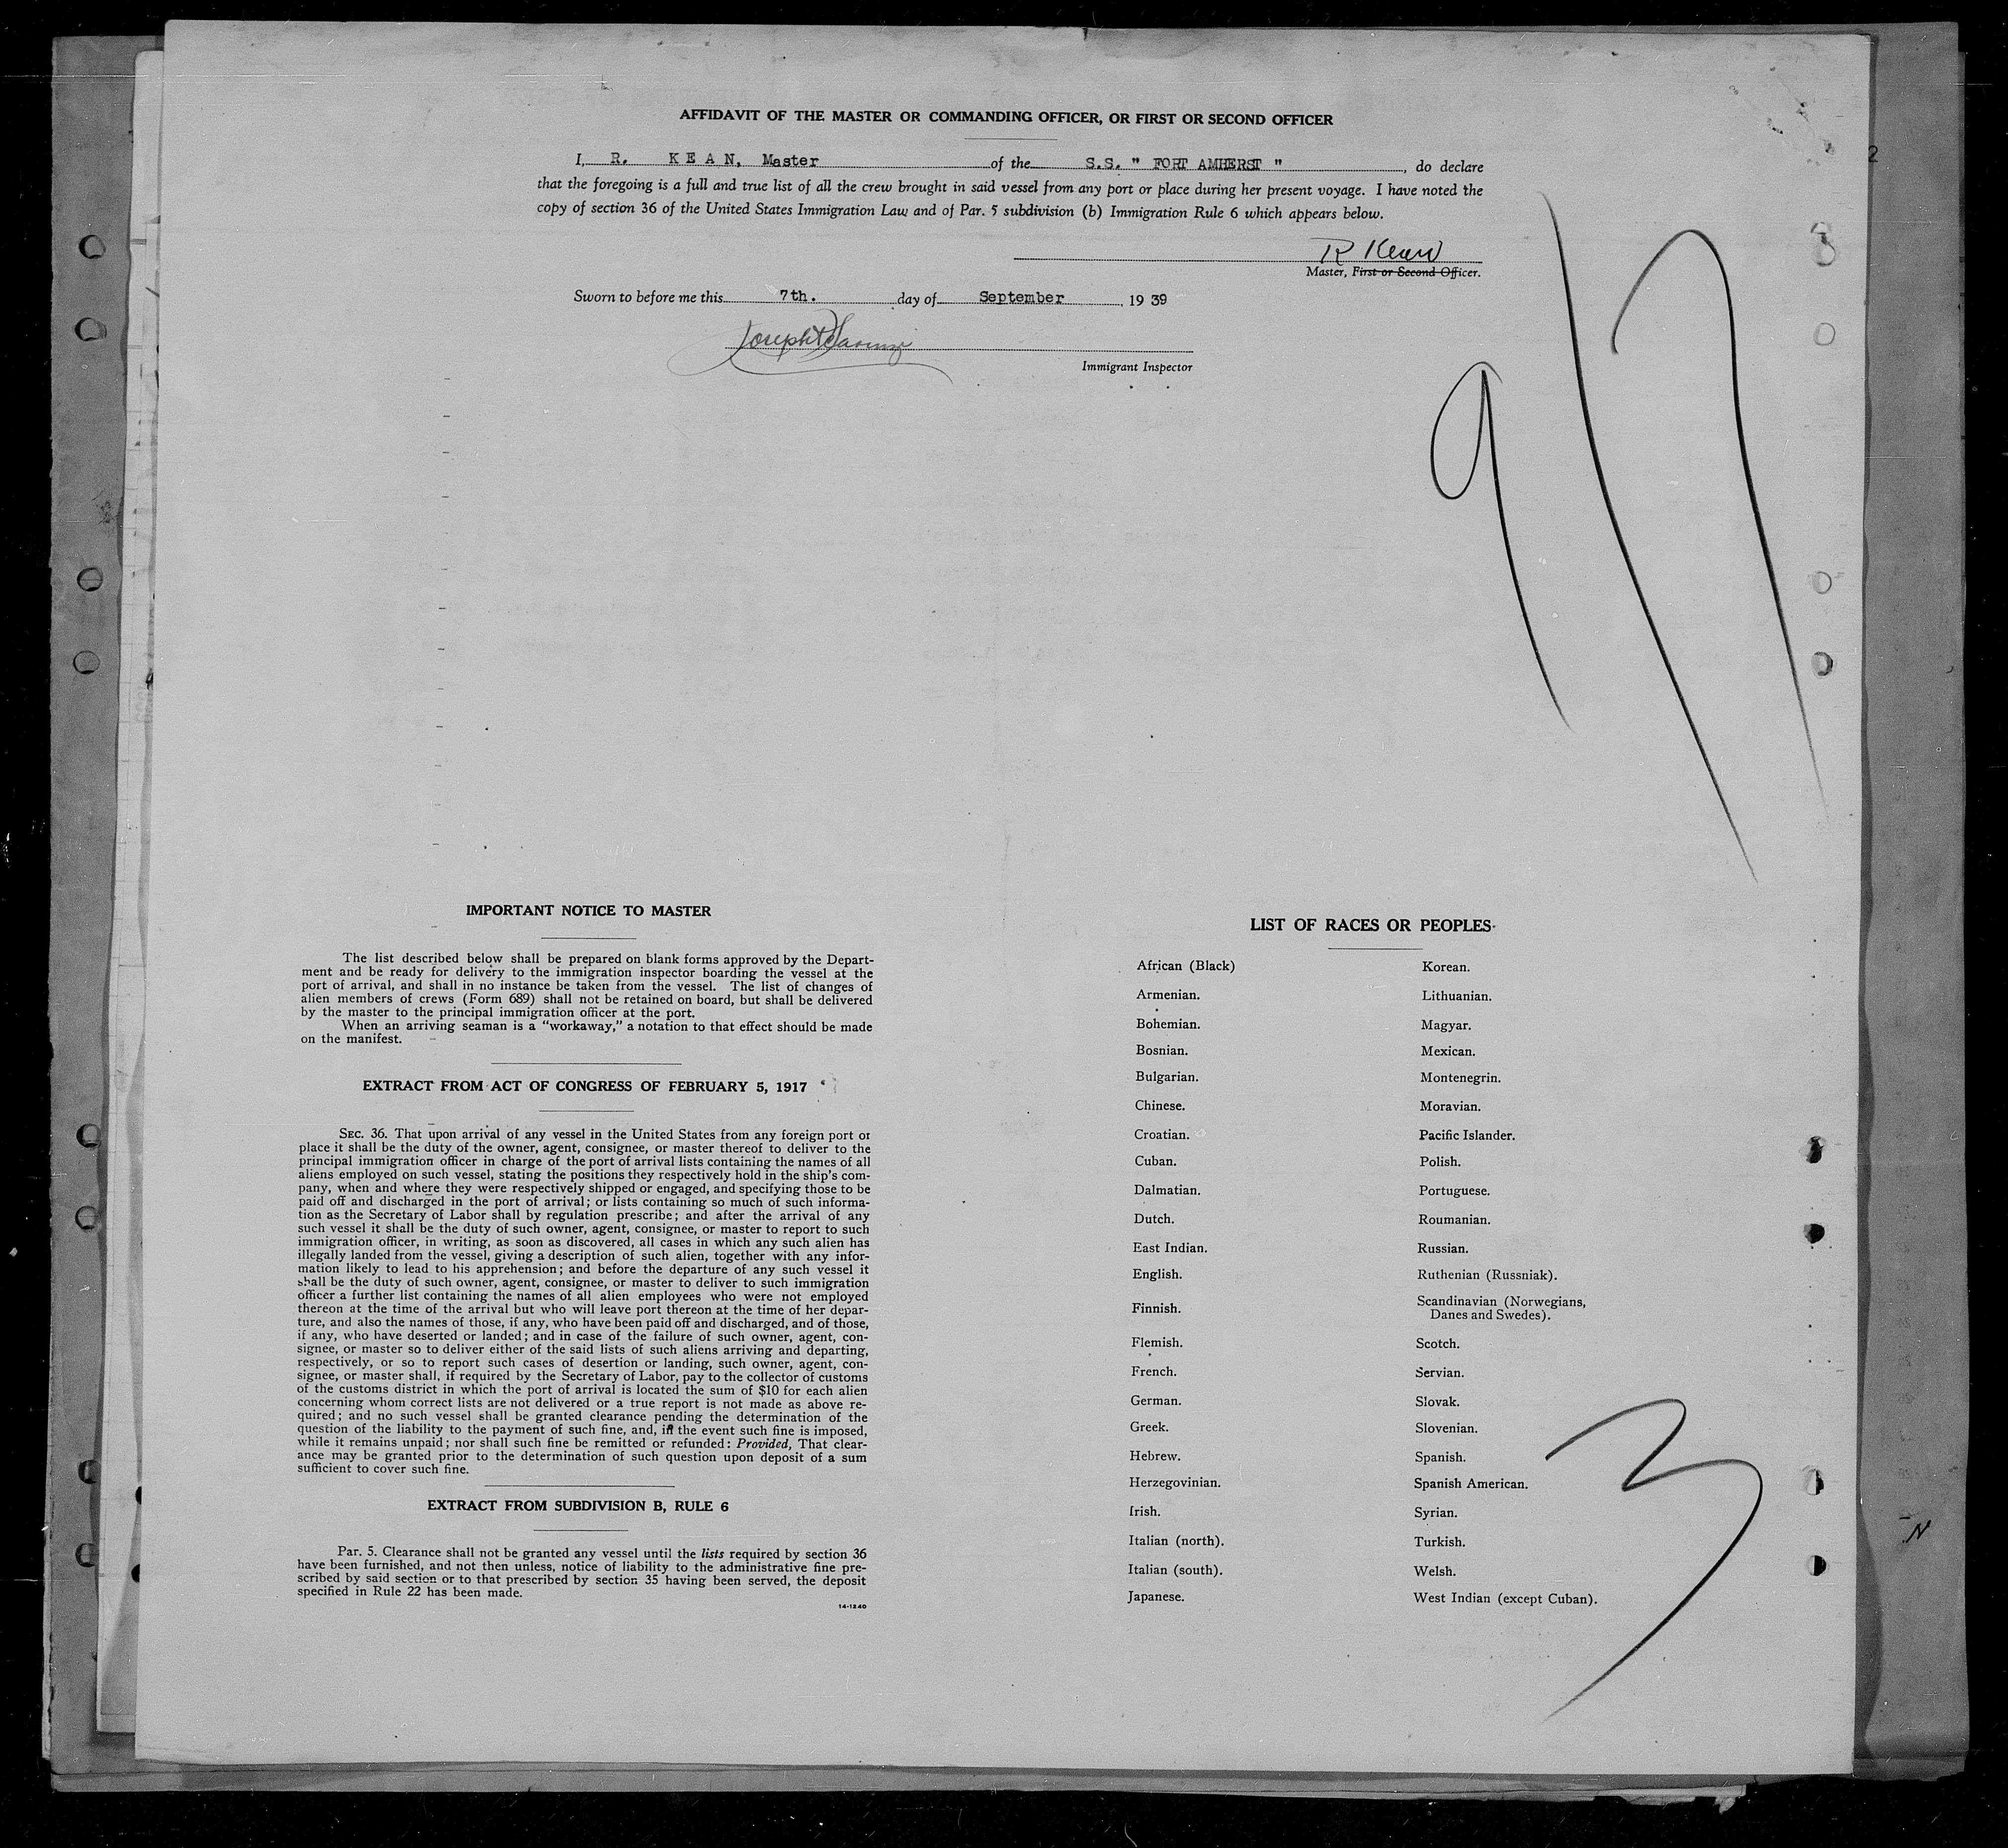 AFFIDAVIT OF THE MASTER OR COMMANDING OFFICER, OR FIRST OR SECOND OFFICER
I, R. KEAN, Master of the S.S. " FORT AMHERST ", do declare
that the foregoing is a full and true list of all the crew brought in said vessel from any port or place during her present voyage. I have noted the
copy of section 36 of the United States Immigration Law and of Par. 5 subdivision (b) Immigration Rule 6 which appears below.
R Kean
Master, First or Second Officer.
Sworn to before me this 7th. day of September, 19 39
Joseph
Immigrant Inspector
9/7
IMPORTANT NOTICE TO MASTER
The list described below shall be prepared on blank forms approved by the Depart-
ment and be ready for delivery to the immigration inspector boarding the vessel at the
port of arrival, and shall in no instance be taken from the vessel. The list of changes of
alien members of crews (Form 689) shall not be retained on board, but shall be delivered
by the master to the principal immigration officer at the port.
When an arriving seaman is a "workaway," a notation to that effect should be made
on the manifest.
EXTRACT FROM ACT OF CONGRESS OF FEBRUARY 5, 1917
SEC. 36. That upon arrival of any vessel in the United States from any foreign port or
place it shall be the duty of the owner, agent, consignee, or master thereof to deliver to the
principal immigration officer in charge of the port of arrival lists containing the names of all
aliens employed on such vessel, stating the positions they respectively hold in the ship's com-
pany, when and where they were respectively shipped or engaged, and specifying those to be
paid off and discharged in the port of arrival; or lists containing so much of such informa-
tion as the Secretary of Labor shall by regulation prescribe; and after the arrival of any
such vessel it shall be the duty of such owner, agent, consignee, or master to report to such
immigration officer, in writing, as soon as discovered, all cases in which any such alien has
illegally landed from the vessel, giving a description of such alien, together with any infor-
mation likely to lead to his apprehension; and before the departure of any such vessel it
shall be the duty of such owner, agent, consignee, or master to deliver to such immigration
officer a further list containing the names of all alien employees who were not employed
thereon at the time of the arrival but who will leave port thereon at the time of her depar-
ture, and also the names of those, if any, who have been paid off and discharged, and of those,
if any, who have deserted or landed; and in case of the failure of such owner, agent, con-
signee, or master so to deliver either of the said lists of such aliens arriving and departing,
respectively, or so to report such cases of desertion or landing, such owner, agent, con-
signee, or master shall, if required by the Secretary of Labor, pay to the collector of customs
of the customs district in which the port of arrival is located the sum of $10 for each alien
concerning whom correct lists are not delivered or a true report is not made as above re-
quired; and no such vessel shall be granted clearance pending the determination of the
question of the liability to the payment of such fine, and, in the event such fine is imposed,
while it remains unpaid; nor shall such fine be remitted or refunded: Provided, That clear-
ance may be granted prior to the determination of such question upon deposit of a sum
sufficient to cover such fine.
EXTRACT FROM SUBDIVISION B, RULE 6
Par. 5. Clearance shall not be granted any vessel until the lists required by section 36
have been furnished, and not then unless, notice of liability to the administrative fine pre-
scribed by said section or to that prescribed by section 35 having been served, the deposit
specified in Rule 22 has been made.
14-1240
LIST OF RACES OR PEOPLES
African (Black) Korean.
Armenian. Lithuanian.
Bohemian. Magyar.
Bosnian. Mexican.
Bulgarian. Montenegrin.
Chinese. Moravian.
Croatian. Pacific Islander.
Cuban. Polish.
Dalmatian. Portuguese.
Dutch. Roumanian.
East Indian. Russian.
English. Ruthenian (Russniak).
Finnish. Scandinavian (Norwegians,
Danes and Swedes).
Flemish. Scotch.
French. Servian.
German. Slovak.
Greek. Slovenian.
Hebrew. Spanish.
Herzegovinian. Spanish American.
Irish. Syrian.
Italian (north). Turkish.
Italian (south). Welsh.
Japanese. West Indian (except Cuban).
3
2
N